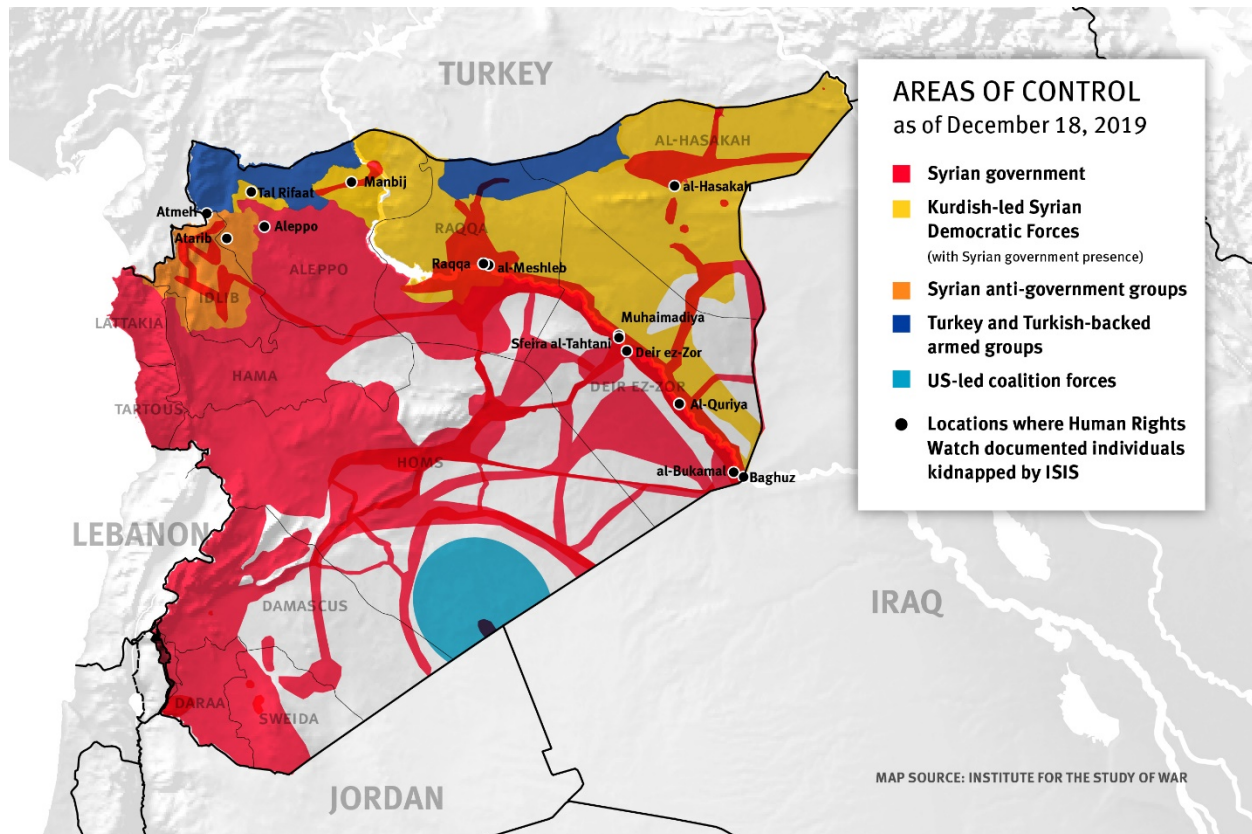 TURKEY
AREAS OF CONTROL
as of December 18, 2019
Syrian government
Kurdish-led Syrian
Democratic Forces
(with Syrian government presence)
Syrian anti-government groups
Turkey and Turkish-backed
armed groups
US-led coalition forces
Locations where Human Rights
Watch documented individuals
kidnapped by ISIS
AL-HASAKAH
Manbij
Tal Rifaat
al-Hasakah
Atmeh
Aleppo
Atarib
RAQQA
Raqqa
al-Meshleb
ALEPPO
IDLIB
LATTAKIA
Muhaimadiya
Sfeira al-Tahtani
Deir ez-Zor
HAMA
DEIR EZ-ZOR
TARTOUS
Al-Quriya
HOMS
al-Bukamal
Baghuz
LEBANON
DAMASCUS
IRAQ
DARAA
SWEIDA
JORDAN
MAP SOURCE: INSTITUTE FOR THE STUDY OF WAR